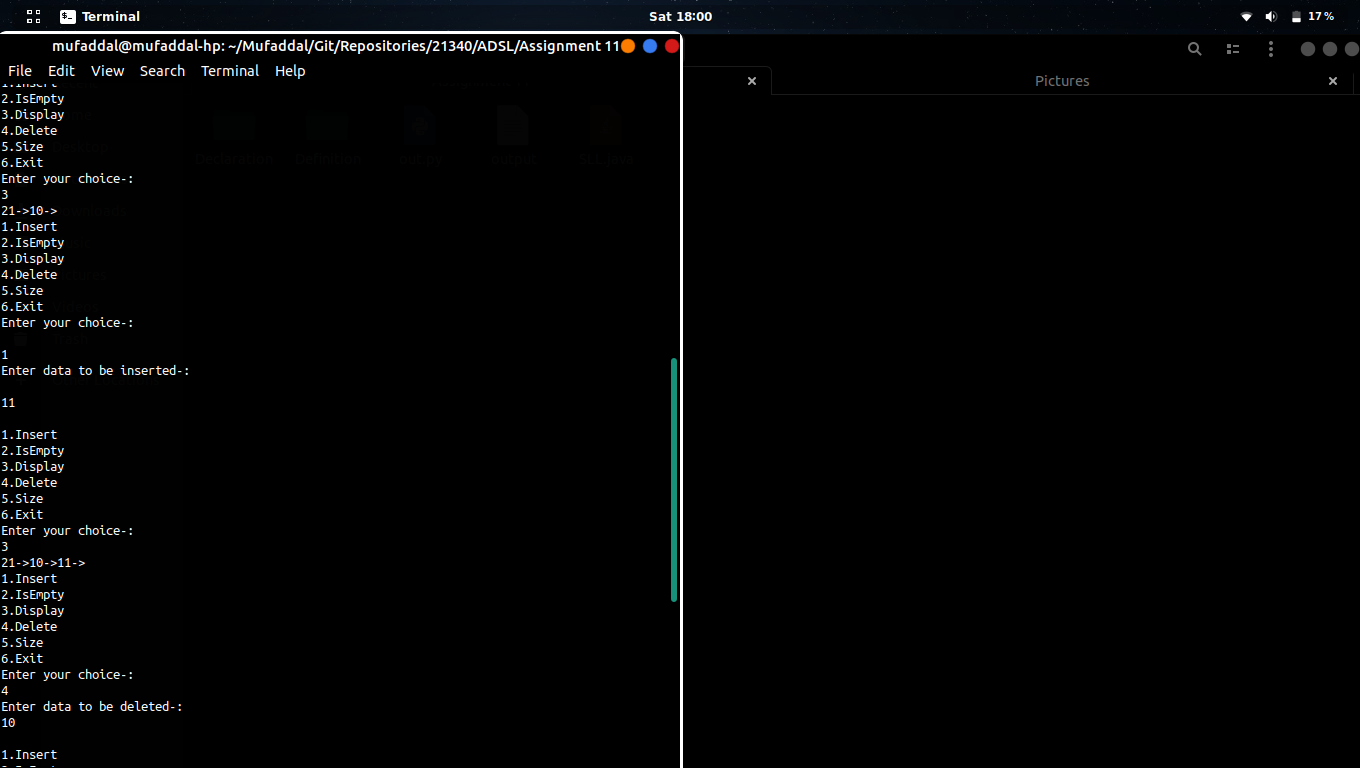 Terminal
Sat 18:00
17%
mufaddal@mufaddal-hp: ~/Mufaddal/Git/Repositories/21340/ADSL/Assignment 11
File Edit View Search Terminal Help
Pictures
1.Insert
2.IsEmpty
3.Display
4.Delete
5.Size
6.Exit
Enter your choice-:
3
21->10->
1.Insert
2.IsEmpty
3.Display
4.Delete
5.Size
6.Exit
Enter your choice-:
1
Enter data to be inserted-:
11
1.Insert
2.IsEmpty
3.Display
4.Delete
5.Size
6.Exit
Enter your choice-:
3
21->10->11->
1.Insert
2.IsEmpty
3.Display
4.Delete
5.Size
6.Exit
Enter your choice-:
4
Enter data to be deleted-:
10
1.Insert